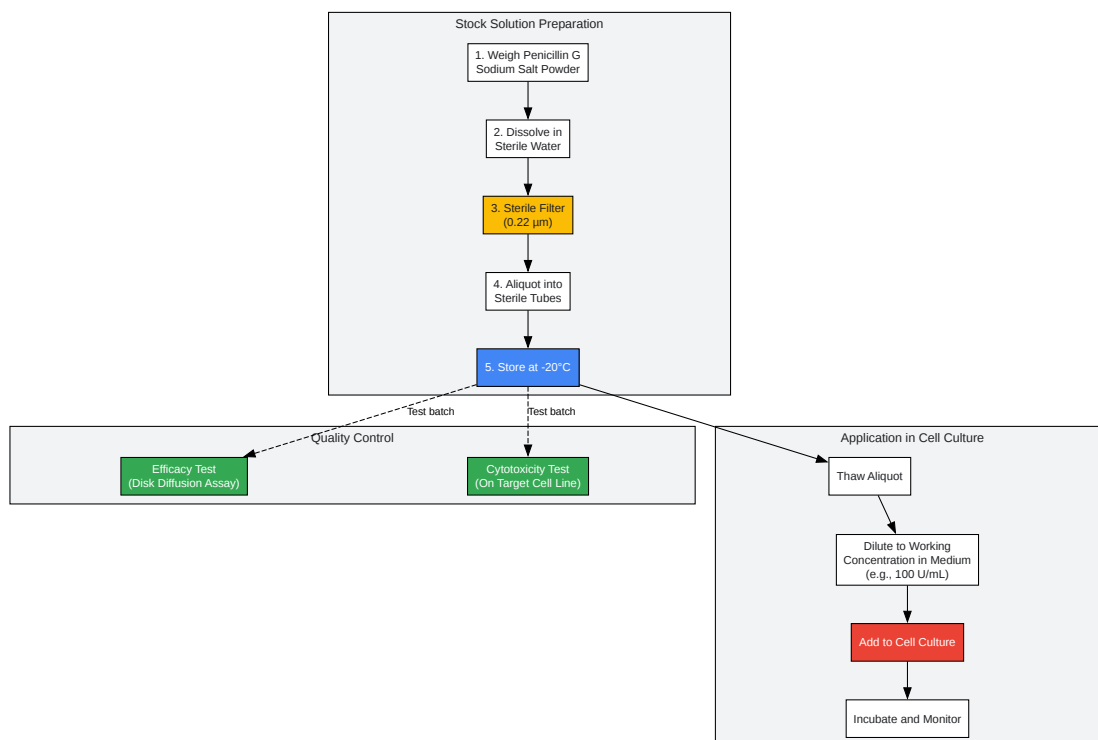 Stock Solution Preparation
1. Weigh Penicillin G
Sodium Salt Powder
2. Dissolve in
Sterile Water
3. Sterile Filter
(0.22 µm)
4. Aliquot into
Sterile Tubes
5. Store at -20°C
Test batch
Test batch
Quality Control
Efficacy Test
(Disk Diffusion Assay)
Cytotoxicity Test
(On Target Cell Line)
Application in Cell Culture
Thaw Aliquot
Dilute to Working
Concentration in Medium
(e.g., 100 U/mL)
Add to Cell Culture
Incubate and Monitor